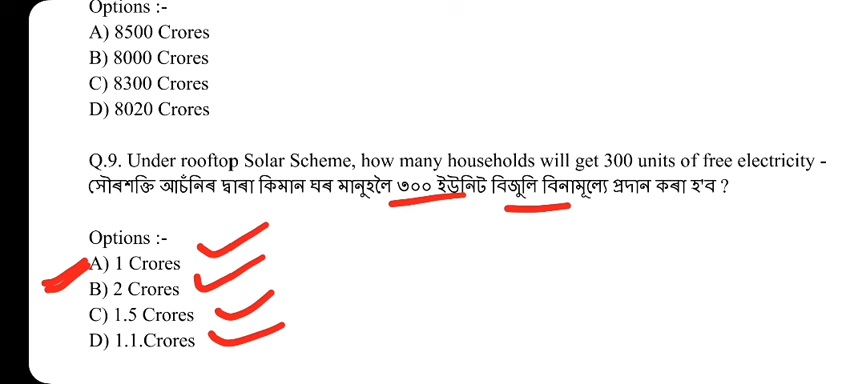 Options :-
A) 8500 Crores
B) 8000 Crores
C) 8300 Crores
D) 8020 Crores
Q.9. Under rooftop Solar Scheme, how many households will get 300 units of free electricity -
সৌৰশক্তি আচঁনিৰ দ্বাৰা কিমান ঘৰ মানুহলৈ ৩০০ ইউনিট বিজুলি বিনামূল্যে প্ৰদান কৰা হ'ব ?
Options :-
A) 1 Crores
B) 2 Crores
C) 1.5 Crores
D) 1.1.Crores